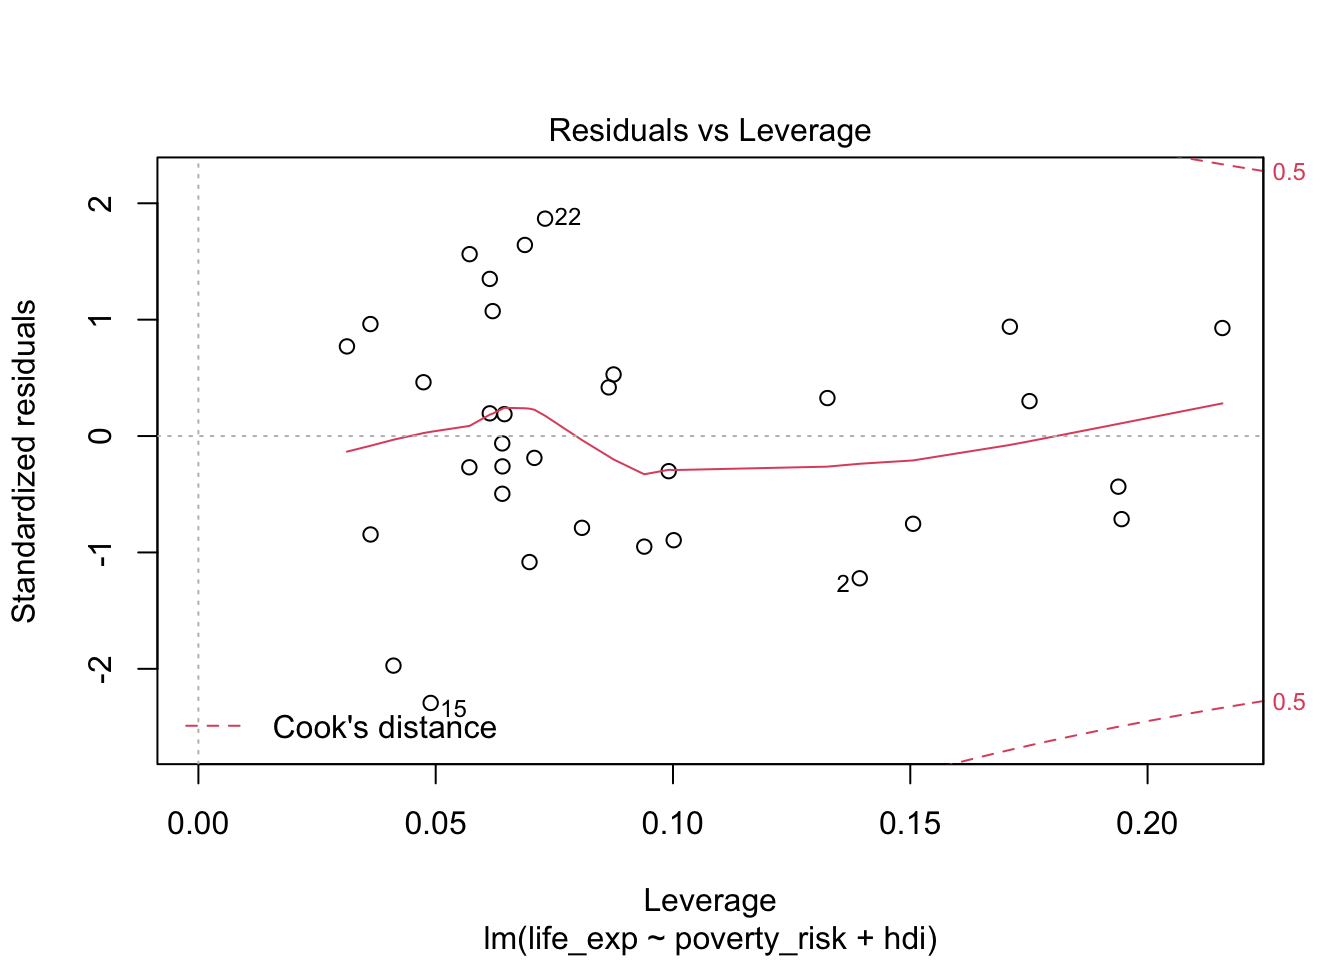 Residuals vs Leverage
Standardized residuals
2
1
0
-1
-2
0.5
22
2
0.5
15
Cook's distance
0.00 0.05 0.10 0.15 0.20
Leverage
lm(life_exp ~ poverty_risk + hdi)